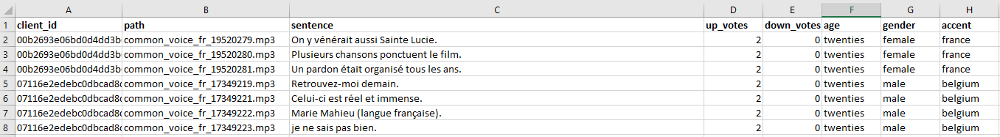 A B C D E F G H
1 client_id path sentence up_votes down_votes age gender accent
2 00b2693e06bd0d4dd3b common_voice_fr_19520279.mp3 On y vénérait aussi Sainte Lucie. 2 0 twenties female france
3 00b2693e06bd0d4dd3b common_voice_fr_19520280.mp3 Plusieurs chansons ponctuent le film. 2 0 twenties female france
4 00b2693e06bd0d4dd3b common_voice_fr_19520281.mp3 Un pardon était organisé tous les ans. 2 0 twenties female france
5 07116e2edebc0dbcad8 common_voice_fr_17349219.mp3 Retrouvez-moi demain. 2 0 twenties male belgium
6 07116e2edebc0dbcad8 common_voice_fr_17349221.mp3 Celui-ci est réel et immense. 2 0 twenties male belgium
7 07116e2edebc0dbcad8 common_voice_fr_17349222.mp3 Marie Mahieu (langue française). 2 0 twenties male belgium
8 07116e2edebc0dbcad8 common_voice_fr_17349223.mp3 je ne sais pas bien. 2 0 twenties male belgium